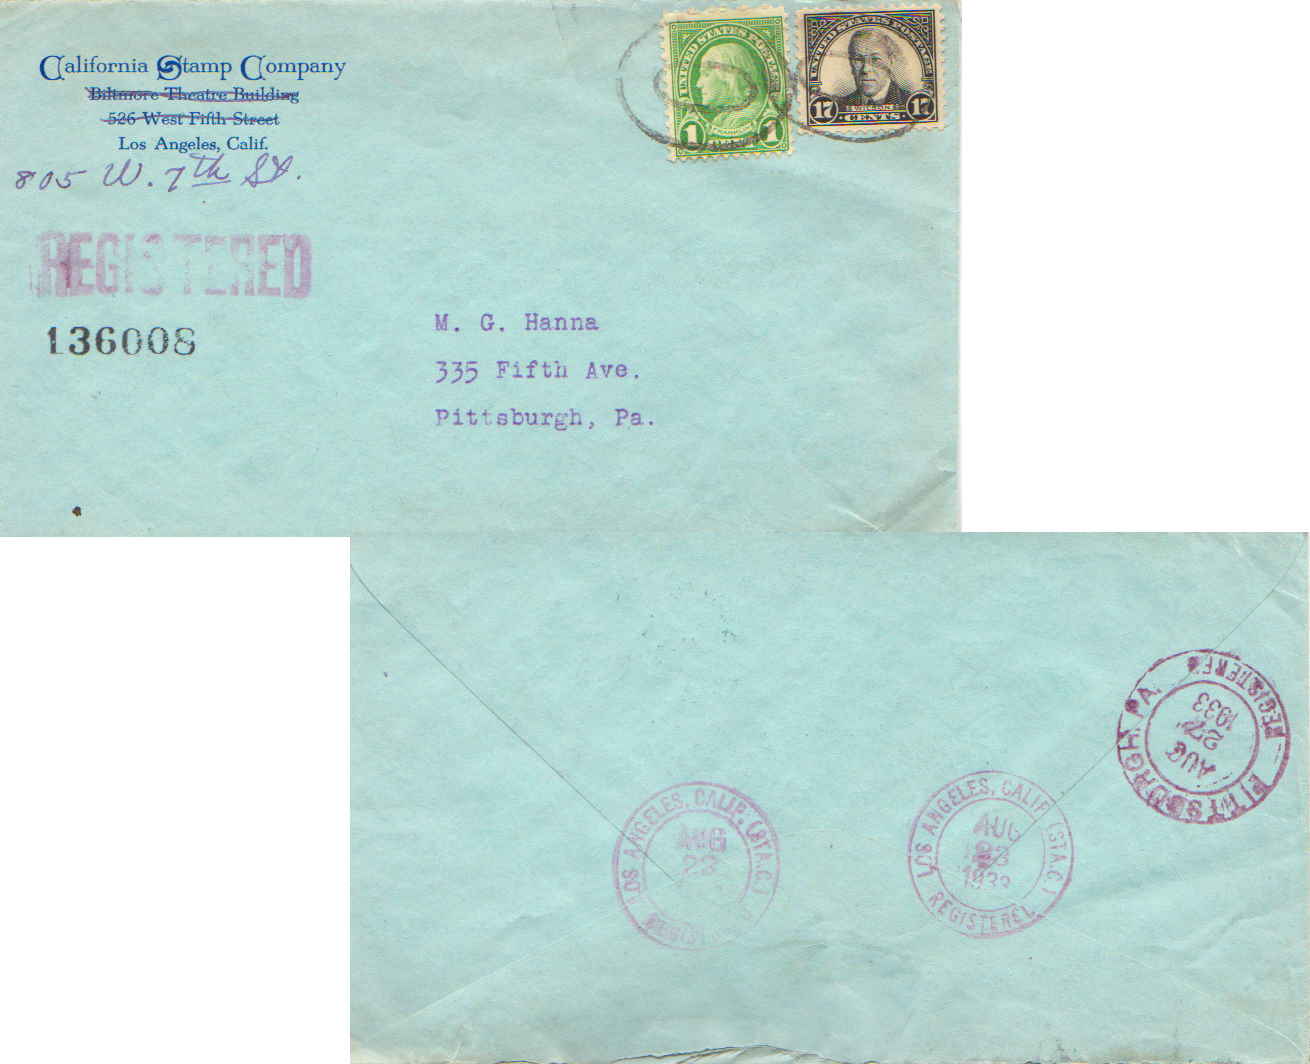 California Stamp Company
Biltmore Theatre Building
526 West Fifth Street
Los Angeles, Calif.
805 W. 7th St.
REGISTERED
136008
UNITED STATES POSTAGE
1 1
UNITED STATES POSTAGE
WILSON
17 CENTS 17
M. G. Hanna
335 Fifth Ave.
Pittsburgh, Pa.
PITTSBURGH, PA.
REGISTERED
AUG
27
1933
LOS ANGELES, CALIF. (STA.C.)
AUG
23
LOS ANGELES, CALIF. (STA.C.)
AUG
23
1933
REGISTERED